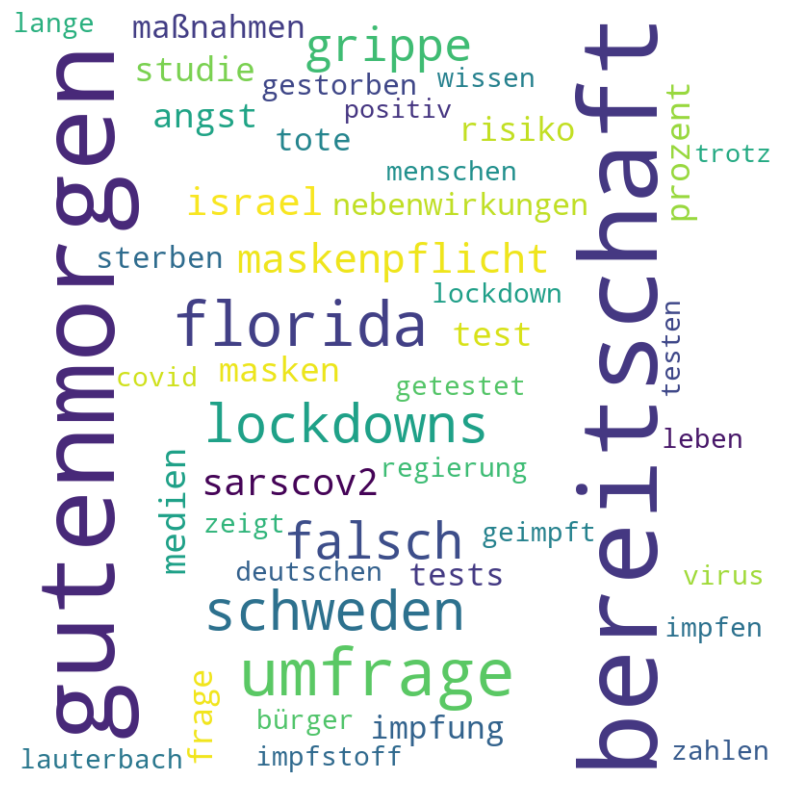 lange
maßnahmen
grippe
studie
gestorben
wissen
positiv
angst
tote
risiko
prozent
trotz
menschen
israel
nebenwirkungen
gutenmorgen
bereitschaft
sterben
maskenpflicht
lockdown
florida
test
testen
covid
masken
getestet
lockdowns
leben
medien
sarscov2
regierung
zeigt
falsch
geimpft
deutschen
tests
virus
schweden
impfen
umfrage
frage
bürger
impfung
lauterbach
impfstoff
zahlen